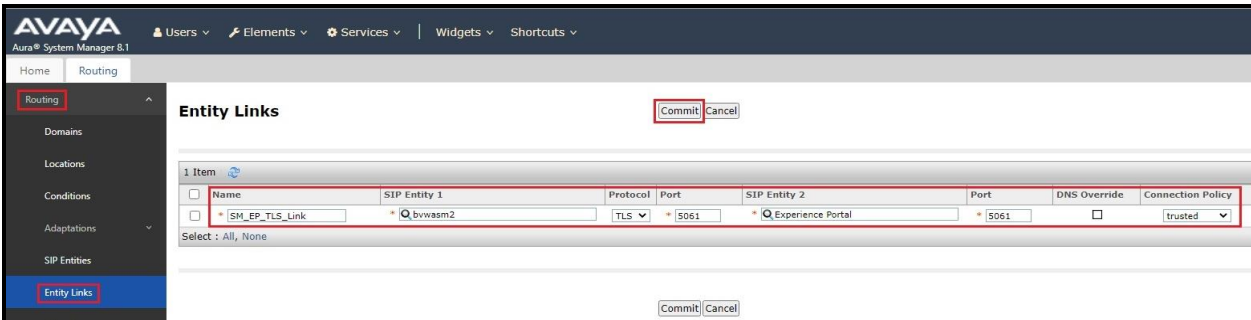 AVAYA
Aura® System Manager 8.1
Users Elements Services Widgets Shortcuts
Home Routing
Routing
Domains
Locations
Conditions
Adaptations
SIP Entities
Entity Links
Entity Links
Commit Cancel
1 Item
Name SIP Entity 1 Protocol Port SIP Entity 2 Port DNS Override Connection Policy
* SM_EP_TLS_Link * bvwasm2 TLS * 5061 * Experience Portal * 5061 trusted
Select : All, None
Commit Cancel